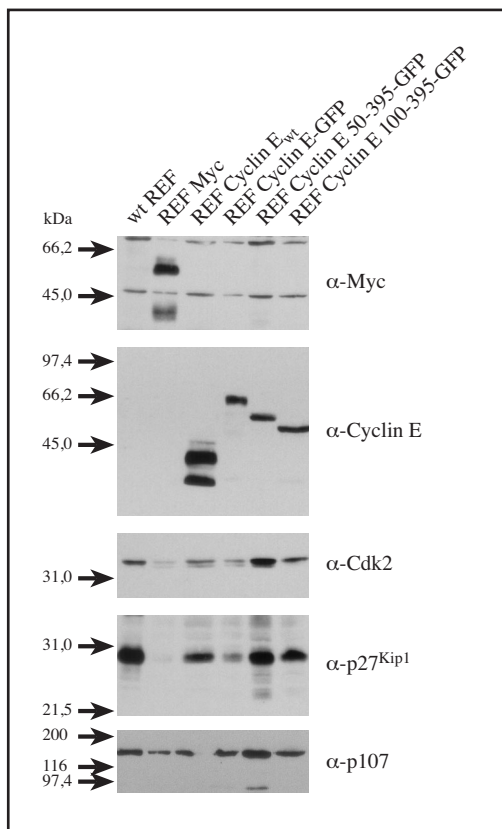 wt REF
REF Myc
REF Cyclin Ewt
REF Cyclin E-GFP
REF Cyclin E 50-395-GFP
REF Cyclin E 100-395-GFP
kDa
66,2
45,0
α-Myc
97,4
66,2
45,0
α-Cyclin E
31,0
α-Cdk2
31,0
21,5
α-p27Kip1
200
116
97,4
α-p107